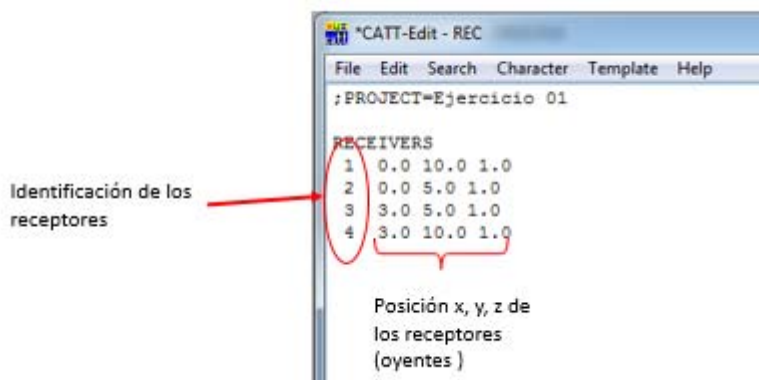 *CATT-Edit - REC
File Edit Search Character Template Help
;PROJECT=Ejercicio 01
RECEIVERS
1 0.0 10.0 1.0
2 0.0 5.0 1.0
3 3.0 5.0 1.0
4 3.0 10.0 1.0
Identificación de los
receptores
Posición x, y, z de
los receptores
(oyentes )